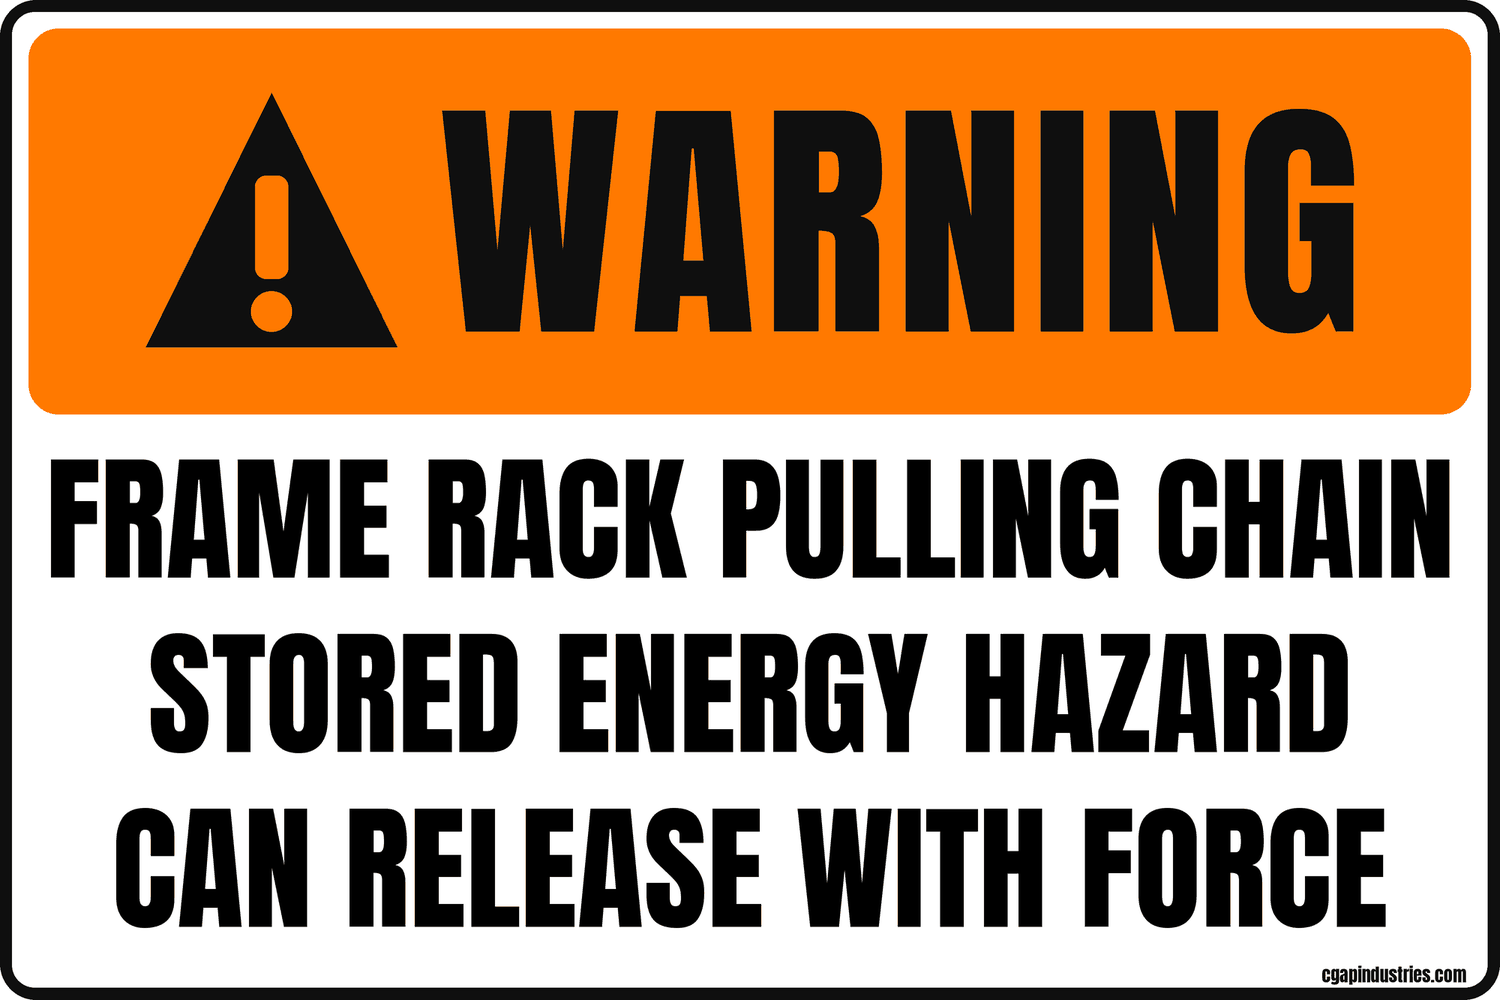 WARNING
FRAME RACK PULLING CHAIN
STORED ENERGY HAZARD
CAN RELEASE WITH FORCE
cgapindustries.com